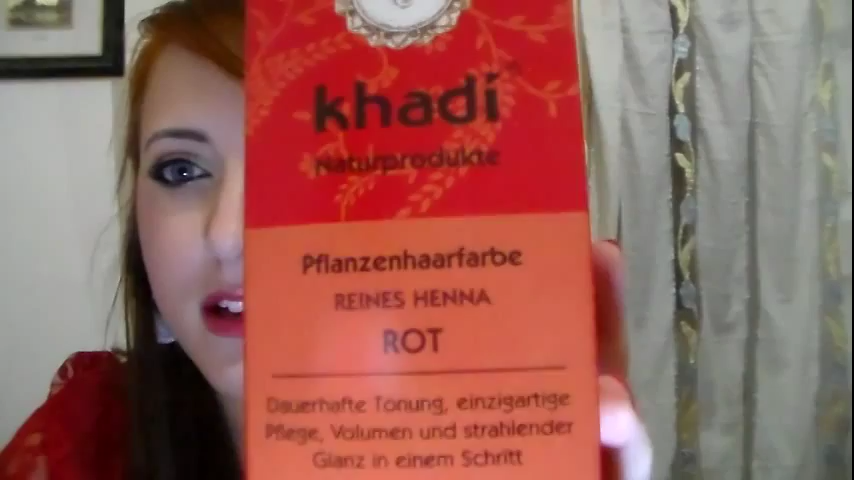 khadi
Naturprodukte
Pflanzenhaarfarbe
REINES HENNA
ROT
Dauerhafte Tönung, einzigartige
Pflege, Volumen und strahlender
Glanz in einem Schritt